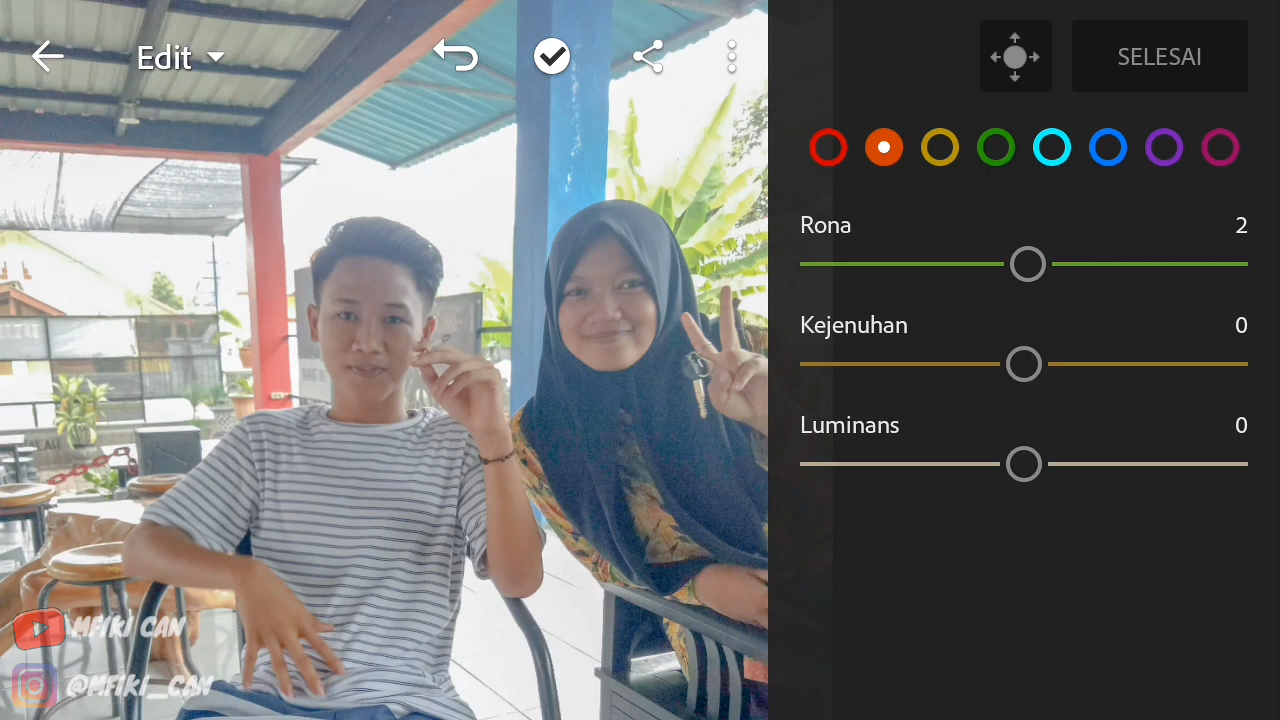 Edit
SELESAI
Rona 2
Kejenuhan 0
Luminans 0
MFIKI CAN
@MFIKI_CAN